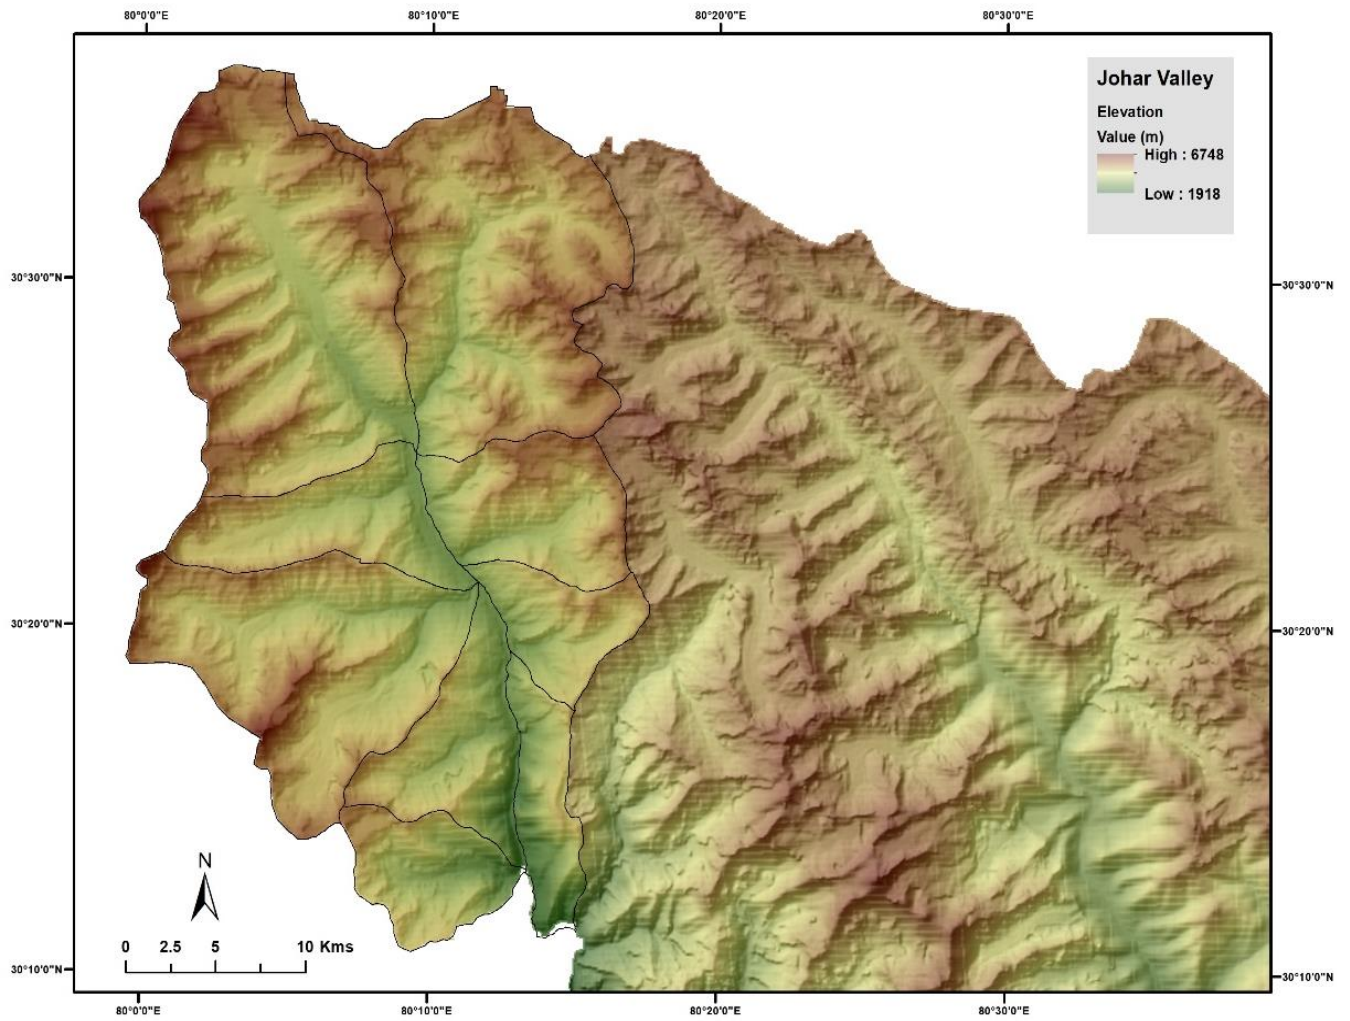 80°0'0"E 80°10'0"E 80°20'0"E 80°30'0"E
Johar Valley
Elevation
Value (m)
High : 6748
Low : 1918
30°30'0"N 30°30'0"N
30°20'0"N 30°20'0"N
N
0 2.5 5 10 Kms
30°10'0"N 30°10'0"N
80°0'0"E 80°10'0"E 80°20'0"E 80°30'0"E